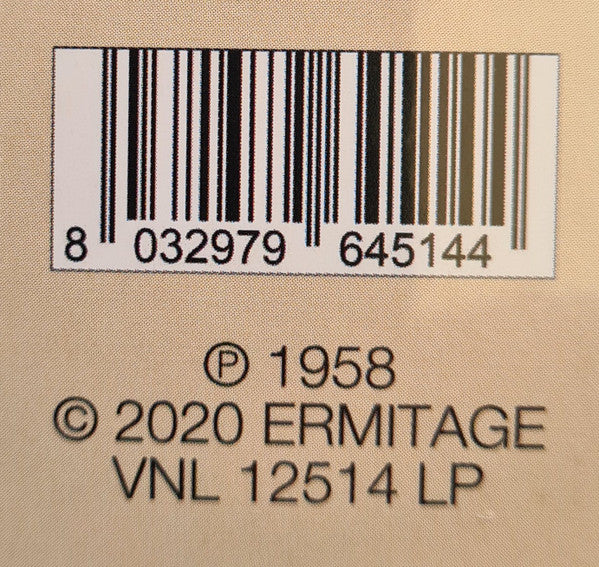 8 032979 645144
℗ 1958
© 2020 ERMITAGE
VNL 12514 LP